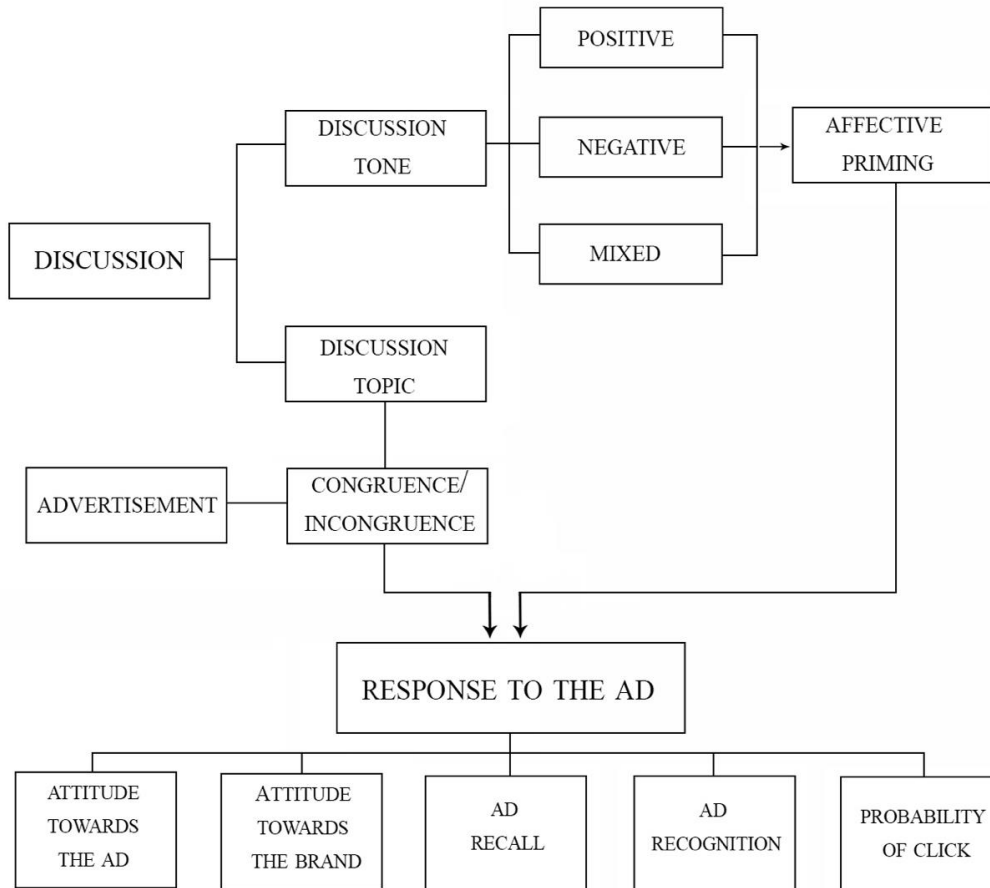 POSITIVE
DISCUSSION
TONE
NEGATIVE
AFFECTIVE
PRIMING
MIXED
DISCUSSION
DISCUSSION
TOPIC
ADVERTISEMENT
CONGRUENCE/
INCONGRUENCE
RESPONSE TO THE AD
ATTITUDE
TOWARDS
THE AD
ATTITUDE
TOWARDS
THE BRAND
AD
RECALL
AD
RECOGNITION
PROBABILITY
OF CLICK